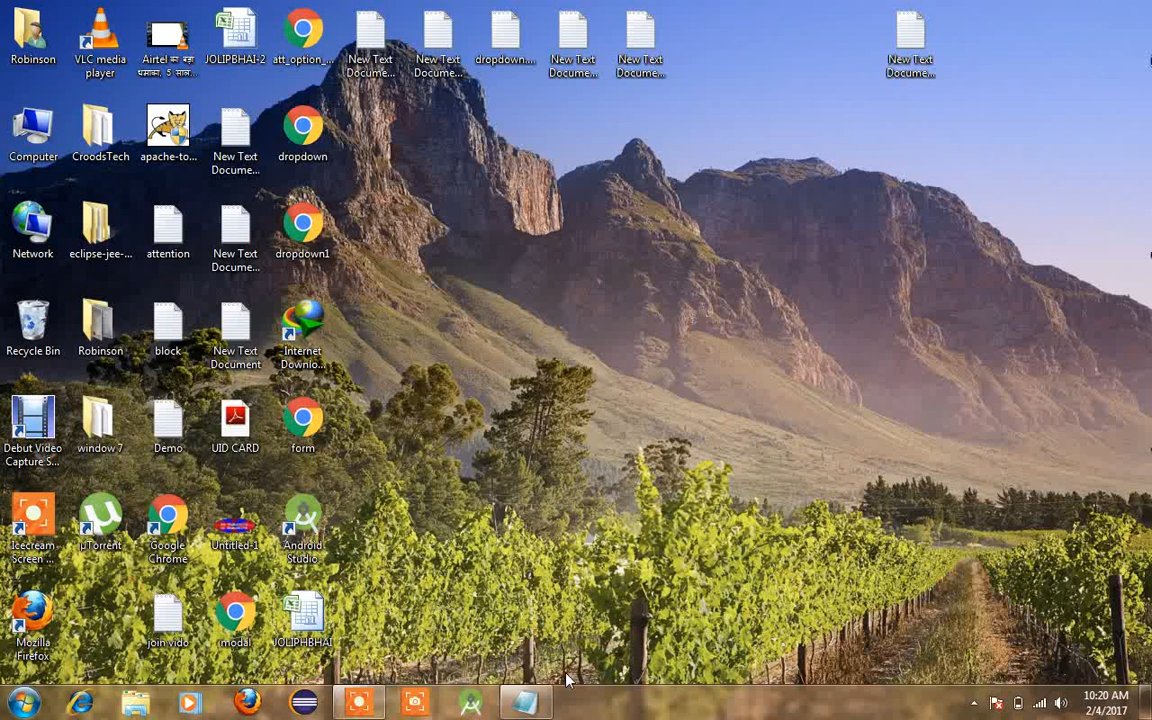 Robinson
VLC media
player
Airtel का बड़ा
धमाका, 5 साल...
JOLIPBHAI-2
att_option_...
New Text
Docume...
New Text
Docume...
dropdown....
New Text
Docume...
New Text
Docume...
New Text
Docume...
Computer
CroodsTech
apache-to...
New Text
Docume...
dropdown
Network
eclipse-jee-...
attention
New Text
Docume...
dropdown1
Recycle Bin
Robinson
block
New Text
Document
Internet
Downlo...
Debut Video
Capture S...
window 7
Demo
UID CARD
form
Icecream
Screen ...
µTorrent
Google
Chrome
Untitled-1
Android
Studio
Mozilla
Firefox
join vido
modal
JOLIPHBHAI
10:20 AM
2/4/2017